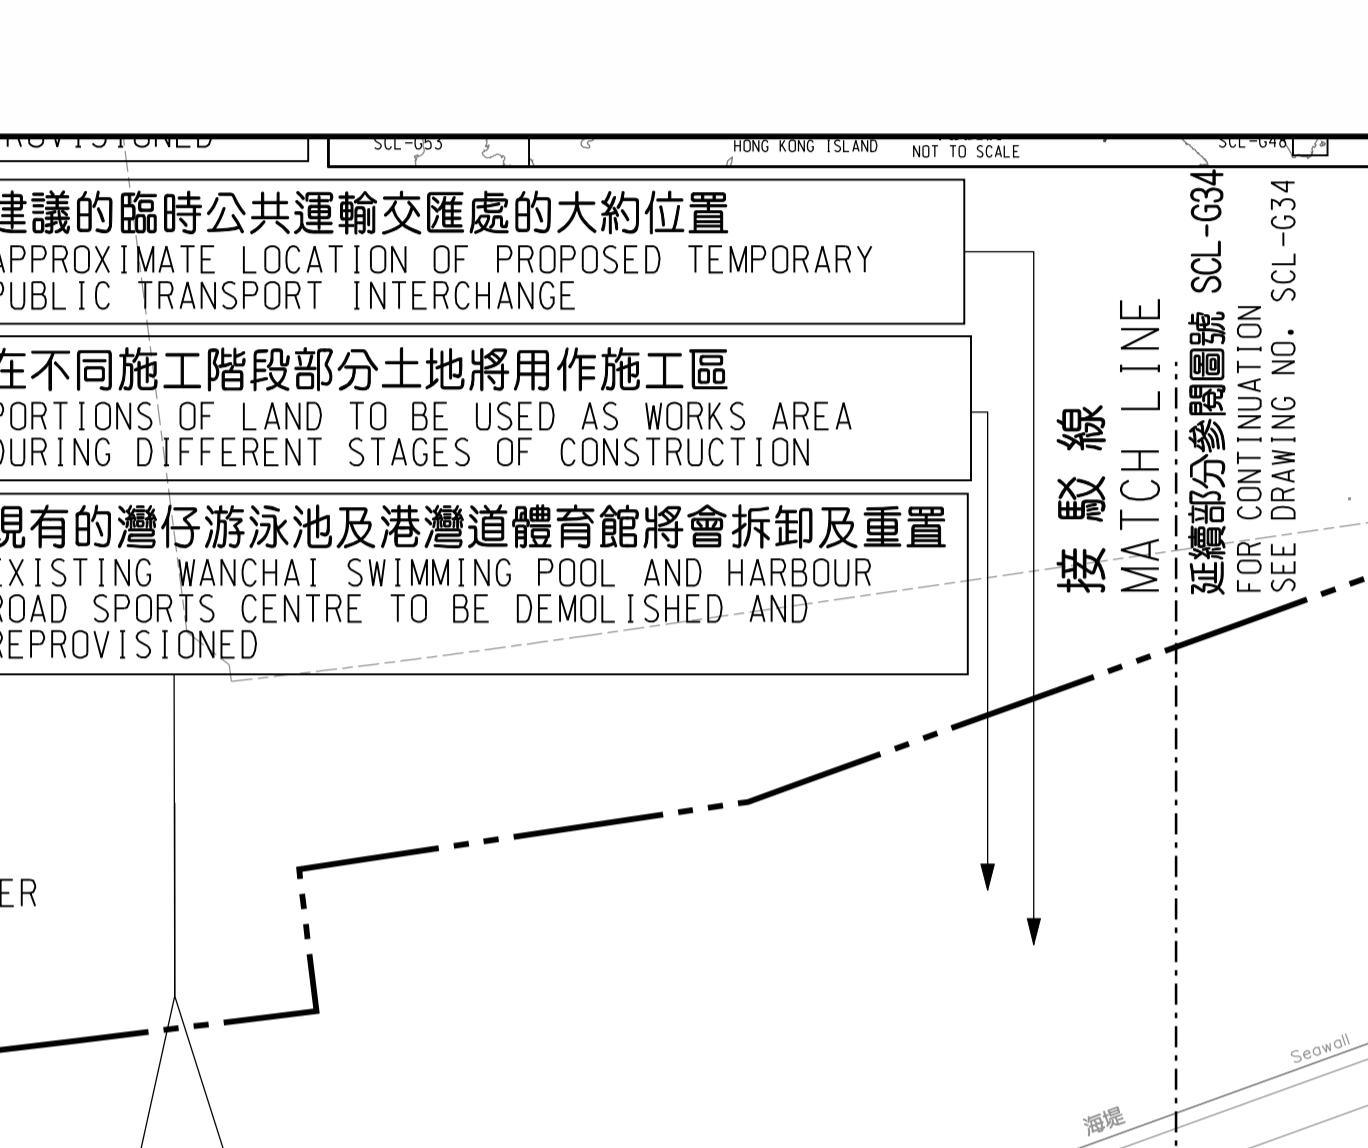 SCL-G53
HONG KONG ISLAND
NOT TO SCALE
SCL-G48
建議的臨時公共運輸交匯處的大約位置
APPROXIMATE LOCATION OF PROPOSED TEMPORARY
PUBLIC TRANSPORT INTERCHANGE
在不同施工階段部分土地將用作施工區
PORTIONS OF LAND TO BE USED AS WORKS AREA
DURING DIFFERENT STAGES OF CONSTRUCTION
現有的灣仔游泳池及港灣道體育館將會拆卸及重置
EXISTING WANCHAI SWIMMING POOL AND HARBOUR
ROAD SPORTS CENTRE TO BE DEMOLISHED AND
REPROVISIONED
接駁線
MATCH LINE
延續部分參閱圖號 SCL-G34
FOR CONTINUATION
SEE DRAWING NO. SCL-G34
ER
Seawall
海堤